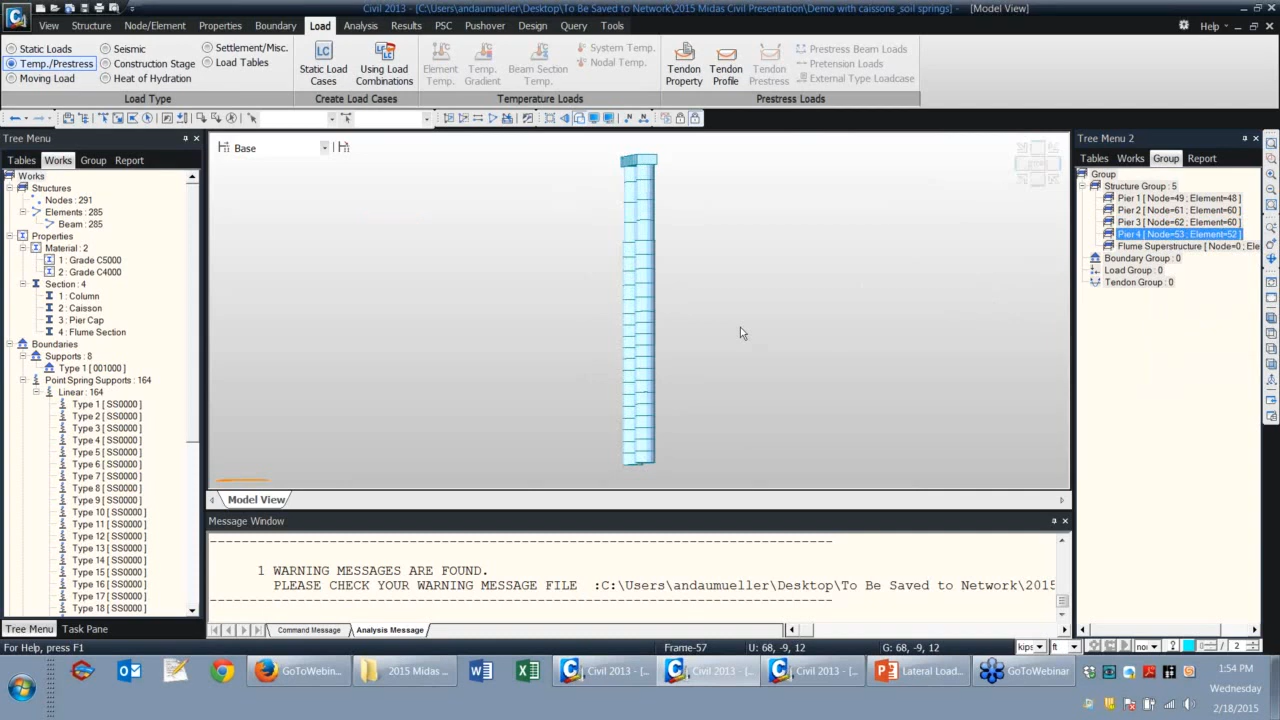 Civil 2013 - [C:\Users\andaumueller\Desktop\To Be Saved to Network\2015 Midas Civil Presentation\Demo with caissons _soil springs] - [Model View]
View Structure Node/Element Properties Boundary Load Analysis Results PSC Pushover Design Query Tools Help
Static Loads Seismic Settlement/Misc.
Temp./Prestress Construction Stage Load Tables
Moving Load Heat of Hydration
Load Type
Static Load Cases
Using Load Combinations
Create Load Cases
Element Temp.
Temp. Gradient
Beam Section Temp.
System Temp.
Nodal Temp.
Temperature Loads
Tendon Property
Tendon Profile
Tendon Prestress
Prestress Beam Loads
Pretension Loads
External Type Loadcase
Prestress Loads
Tree Menu
Tables Works Group Report
Works
Structures
Nodes : 291
Elements : 285
Beam : 285
Properties
Material : 2
1 : Grade C5000
2 : Grade C4000
Section : 4
1 : Column
2 : Caisson
3 : Pier Cap
4 : Flume Section
Boundaries
Supports : 8
Type 1 [ 001000 ]
Point Spring Supports : 164
Linear : 164
Type 1 [ SS0000 ]
Type 2 [ SS0000 ]
Type 3 [ SS0000 ]
Type 4 [ SS0000 ]
Type 5 [ SS0000 ]
Type 6 [ SS0000 ]
Type 7 [ SS0000 ]
Type 8 [ SS0000 ]
Type 9 [ SS0000 ]
Type 10 [ SS0000 ]
Type 11 [ SS0000 ]
Type 12 [ SS0000 ]
Type 13 [ SS0000 ]
Type 14 [ SS0000 ]
Type 15 [ SS0000 ]
Type 16 [ SS0000 ]
Type 17 [ SS0000 ]
Type 18 [ SS0000 ]
Tree Menu Task Pane
Base
Model View
Message Window
1 WARNING MESSAGES ARE FOUND.
PLEASE CHECK YOUR WARNING MESSAGE FILE :C:\Users\andaumueller\Desktop\To Be Saved to Network\2015
Command Message Analysis Message
Tree Menu 2
Tables Works Group Report
Group
Structure Group : 5
Pier 1 [ Node=49 ; Element=48 ]
Pier 2 [ Node=61 ; Element=60 ]
Pier 3 [ Node=62 ; Element=60 ]
Pier 4 [ Node=53 ; Element=52 ]
Flume Superstructure [ Node=0 ; Ele
Boundary Group : 0
Load Group : 0
Tendon Group : 0
For Help, press F1 Frame-57 U: 68, -9, 12 G: 68, -9, 12 kips ft nor 0 / 2
GoToWebin... 2015 Midas ... Civil 2013 - [... Civil 2013 - [... Civil 2013 - [... Lateral Load... GoToWebinar
1:54 PM
Wednesday
2/18/2015